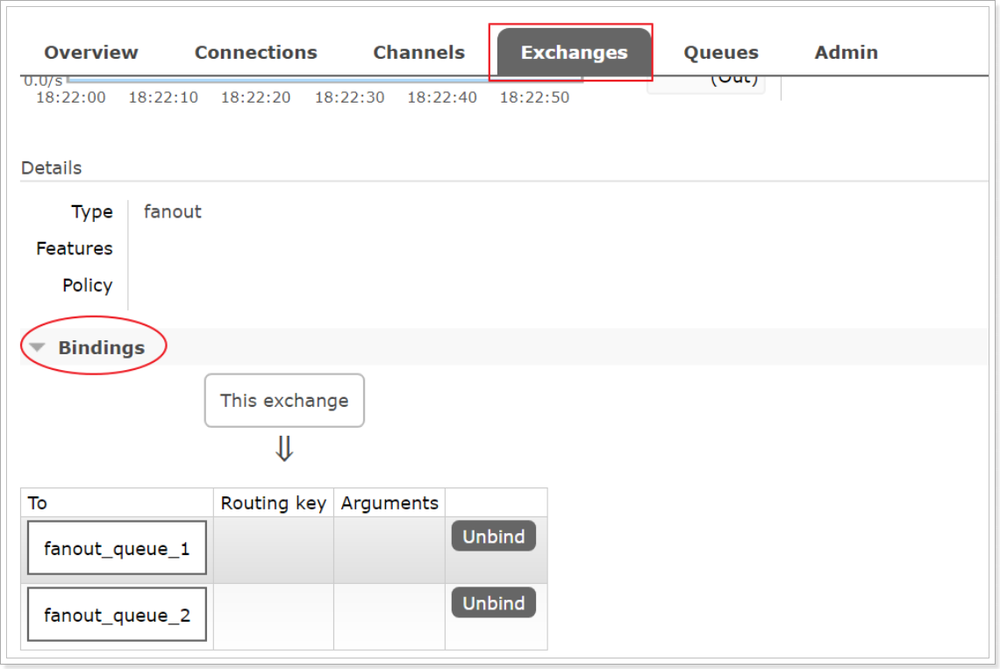 Overview Connections Channels Exchanges Queues Admin
0.0/s (Out)
18:22:00 18:22:10 18:22:20 18:22:30 18:22:40 18:22:50
Details
Type fanout
Features
Policy
Bindings
This exchange
⇓
To Routing key Arguments
fanout_queue_1 Unbind
fanout_queue_2 Unbind